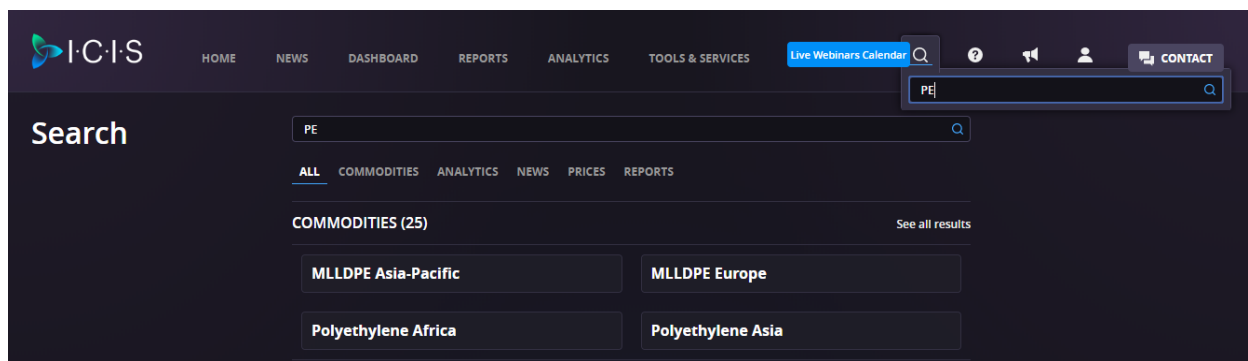 I·C·I·S
HOME NEWS DASHBOARD REPORTS ANALYTICS TOOLS & SERVICES Live Webinars Calendar CONTACT
PE
Search
PE
ALL COMMODITIES ANALYTICS NEWS PRICES REPORTS
COMMODITIES (25) See all results
MLLDPE Asia-Pacific MLLDPE Europe
Polyethylene Africa Polyethylene Asia